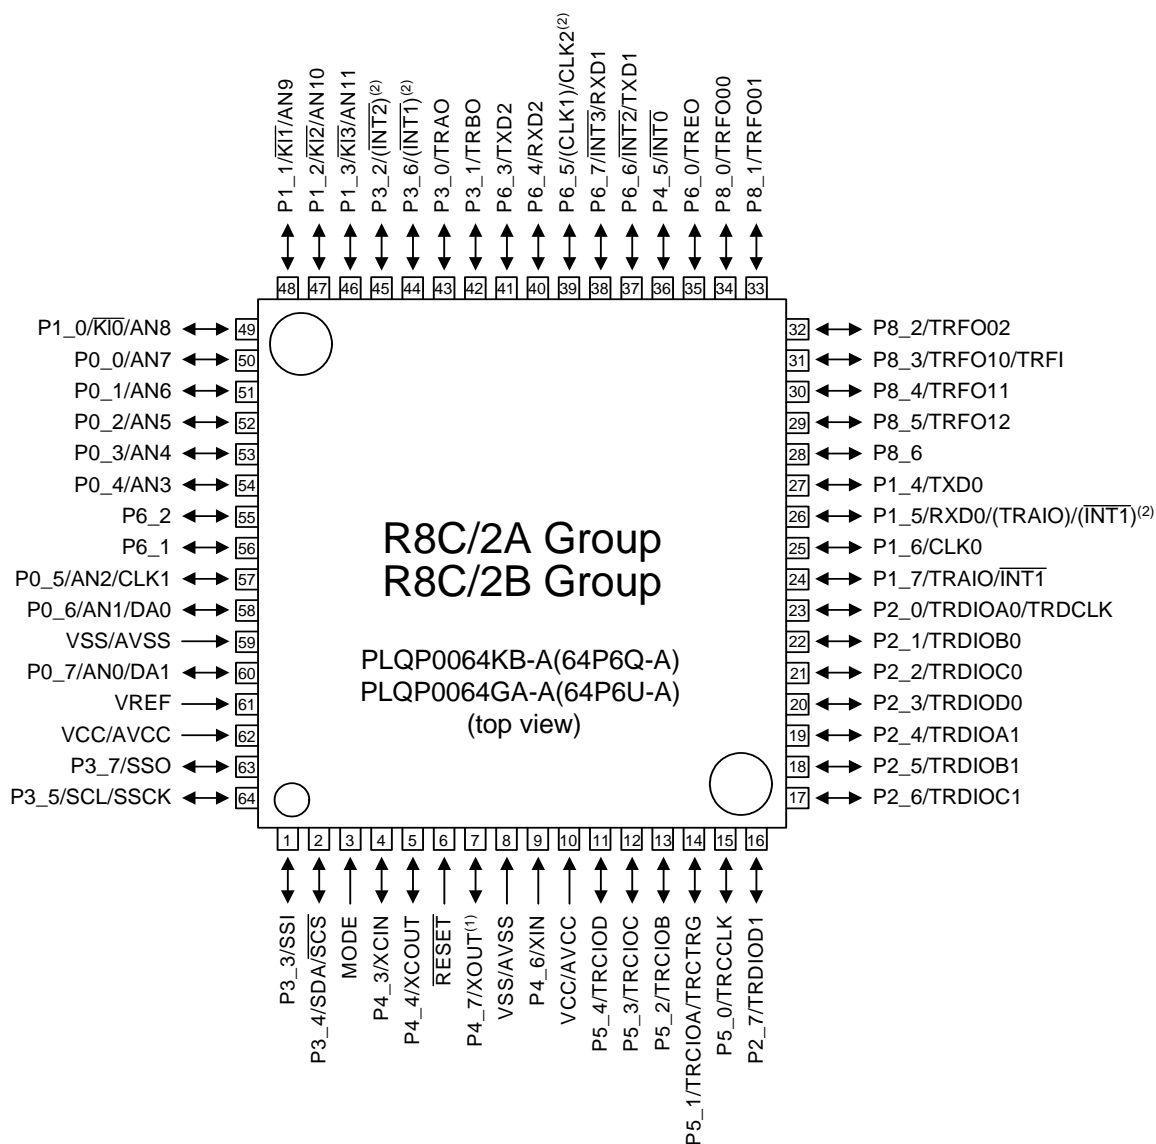 P1_1/KI1/AN9
P1_2/KI2/AN10
P1_3/KI3/AN11
P3_2/(INT2)(2)
P3_6/(INT1)(2)
P3_0/TRAO
P3_1/TRBO
P6_3/TXD2
P6_4/RXD2
P6_5/(CLK1)/CLK2(2)
P6_7/INT3/RXD1
P6_6/INT2/TXD1
P4_5/INT0
P6_0/TREO
P8_0/TRFO00
P8_1/TRFO01
48 47 46 45 44 43 42 41 40 39 38 37 36 35 34 33
P1_0/KI0/AN8 49
P0_0/AN7 50
P0_1/AN6 51
P0_2/AN5 52
P0_3/AN4 53
P0_4/AN3 54
P6_2 55
P6_1 56
P0_5/AN2/CLK1 57
P0_6/AN1/DA0 58
VSS/AVSS 59
P0_7/AN0/DA1 60
VREF 61
VCC/AVCC 62
P3_7/SSO 63
P3_5/SCL/SSCK 64
R8C/2A Group
R8C/2B Group
PLQP0064KB-A(64P6Q-A)
PLQP0064GA-A(64P6U-A)
(top view)
32 P8_2/TRFO02
31 P8_3/TRFO10/TRFI
30 P8_4/TRFO11
29 P8_5/TRFO12
28 P8_6
27 P1_4/TXD0
26 P1_5/RXD0/(TRAIO)/(INT1)(2)
25 P1_6/CLK0
24 P1_7/TRAIO/INT1
23 P2_0/TRDIOA0/TRDCLK
22 P2_1/TRDIOB0
21 P2_2/TRDIOC0
20 P2_3/TRDIOD0
19 P2_4/TRDIOA1
18 P2_5/TRDIOB1
17 P2_6/TRDIOC1
1 2 3 4 5 6 7 8 9 10 11 12 13 14 15 16
P3_3/SSI
P3_4/SDA/SCS
MODE
P4_3/XCIN
P4_4/XCOUT
RESET
P4_7/XOUT(1)
VSS/AVSS
P4_6/XIN
VCC/AVCC
P5_4/TRCIOD
P5_3/TRCIOC
P5_2/TRCIOB
P5_1/TRCIOA/TRCTRG
P5_0/TRCCLK
P2_7/TRDIOD1